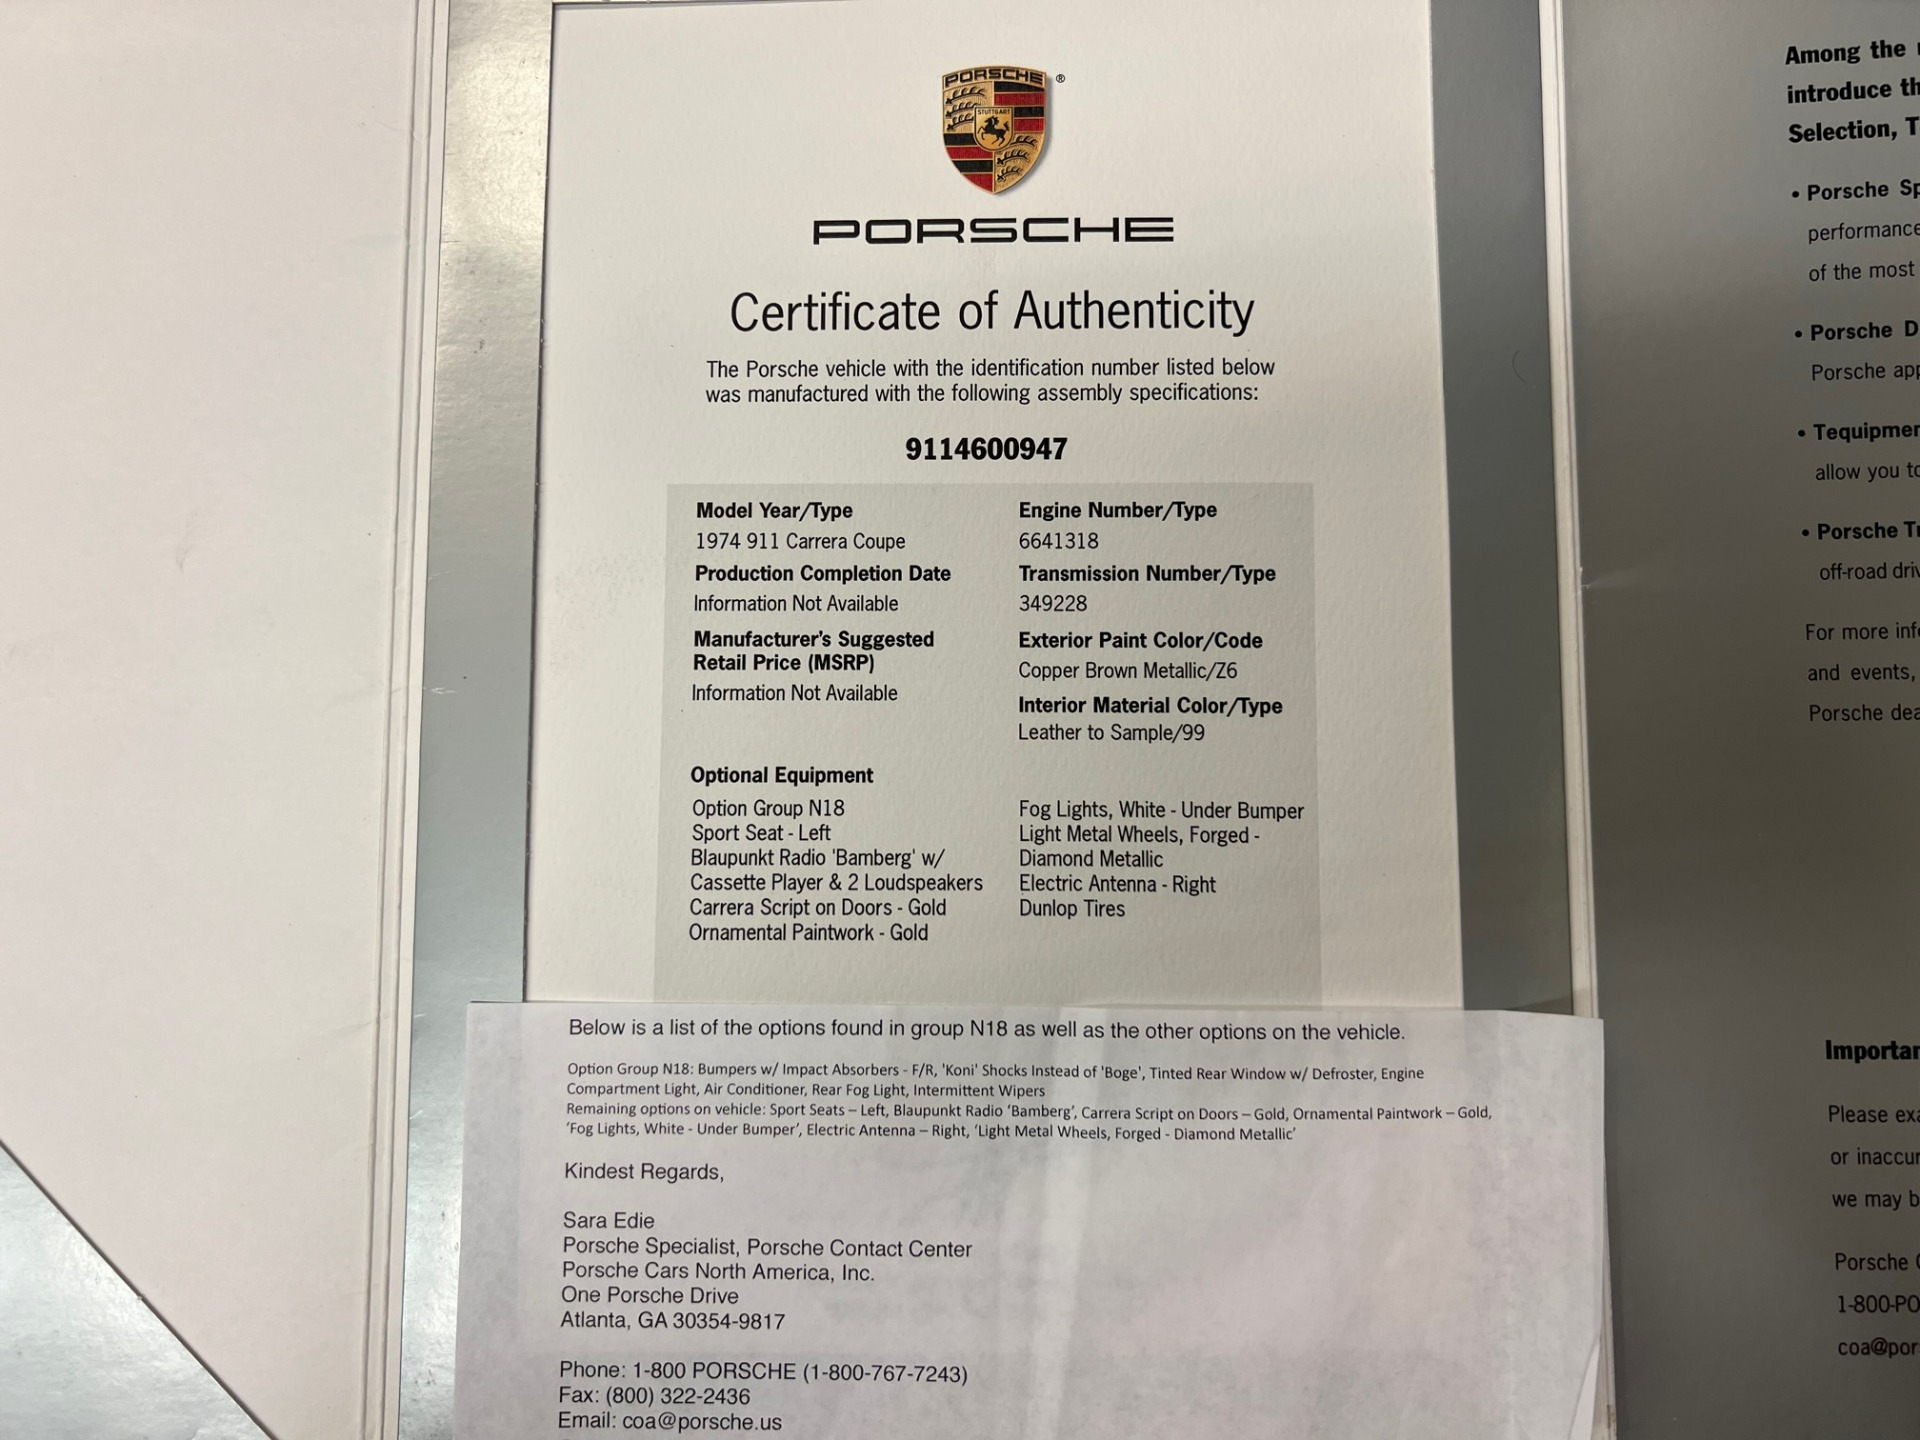 PORSCHE
®
STUTTGART
PORSCHE
Certificate of Authenticity
The Porsche vehicle with the identification number listed below
was manufactured with the following assembly specifications:
9114600947
Model Year/Type
1974 911 Carrera Coupe
Production Completion Date
Information Not Available
Manufacturer's Suggested
Retail Price (MSRP)
Information Not Available
Engine Number/Type
6641318
Transmission Number/Type
349228
Exterior Paint Color/Code
Copper Brown Metallic/Z6
Interior Material Color/Type
Leather to Sample/99
Optional Equipment
Option Group N18
Sport Seat - Left
Blaupunkt Radio 'Bamberg' w/
Cassette Player & 2 Loudspeakers
Carrera Script on Doors - Gold
Ornamental Paintwork - Gold
Fog Lights, White - Under Bumper
Light Metal Wheels, Forged -
Diamond Metallic
Electric Antenna - Right
Dunlop Tires
Below is a list of the options found in group N18 as well as the other options on the vehicle.
Option Group N18: Bumpers w/ Impact Absorbers - F/R, 'Koni' Shocks Instead of 'Boge', Tinted Rear Window w/ Defroster, Engine
Compartment Light, Air Conditioner, Rear Fog Light, Intermittent Wipers
Remaining options on vehicle: Sport Seats – Left, Blaupunkt Radio 'Bamberg', Carrera Script on Doors – Gold, Ornamental Paintwork – Gold,
'Fog Lights, White - Under Bumper', Electric Antenna – Right, 'Light Metal Wheels, Forged - Diamond Metallic'
Kindest Regards,
Sara Edie
Porsche Specialist, Porsche Contact Center
Porsche Cars North America, Inc.
One Porsche Drive
Atlanta, GA 30354-9817
Phone: 1-800 PORSCHE (1-800-767-7243)
Fax: (800) 322-2436
Email: coa@porsche.us
Among the
introduce
Selection,
• Porsche
performance
of the most
• Porsche
Porsche
•
allow you
• Porsche
off-road
For more
and events,
Porsche
Please
or
we may
Porsche